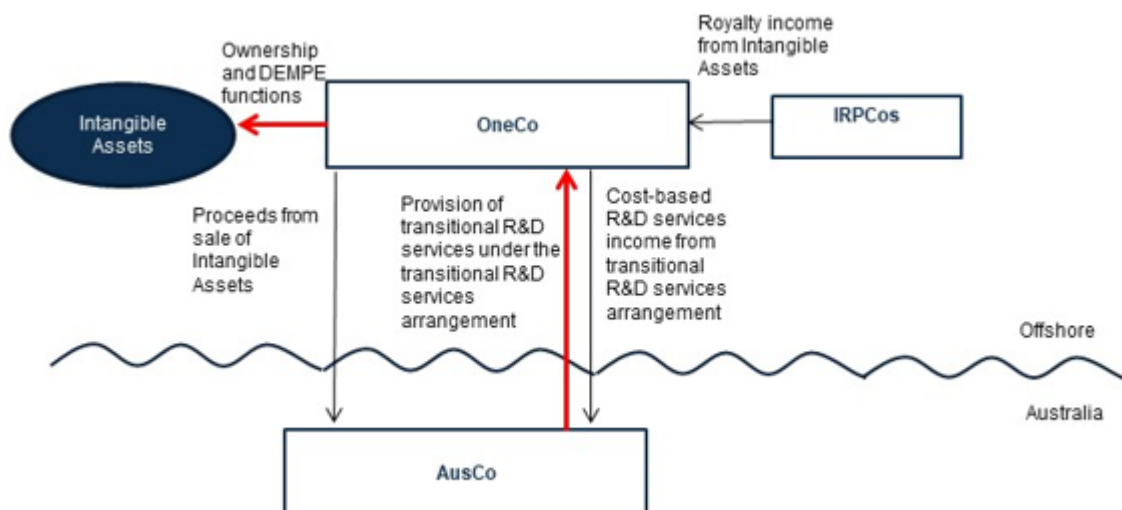 Ownership
and DEMPE
functions
Royalty income
from Intangible
Assets
Intangible
Assets
OneCo
IRPCos
Proceeds from
sale of
Intangible
Assets
Provision of
transitional R&D
services under the
transitional R&D
services
arrangement
Cost-based
R&D services
income from
transitional
R&D services
arrangement
Offshore
Australia
AusCo